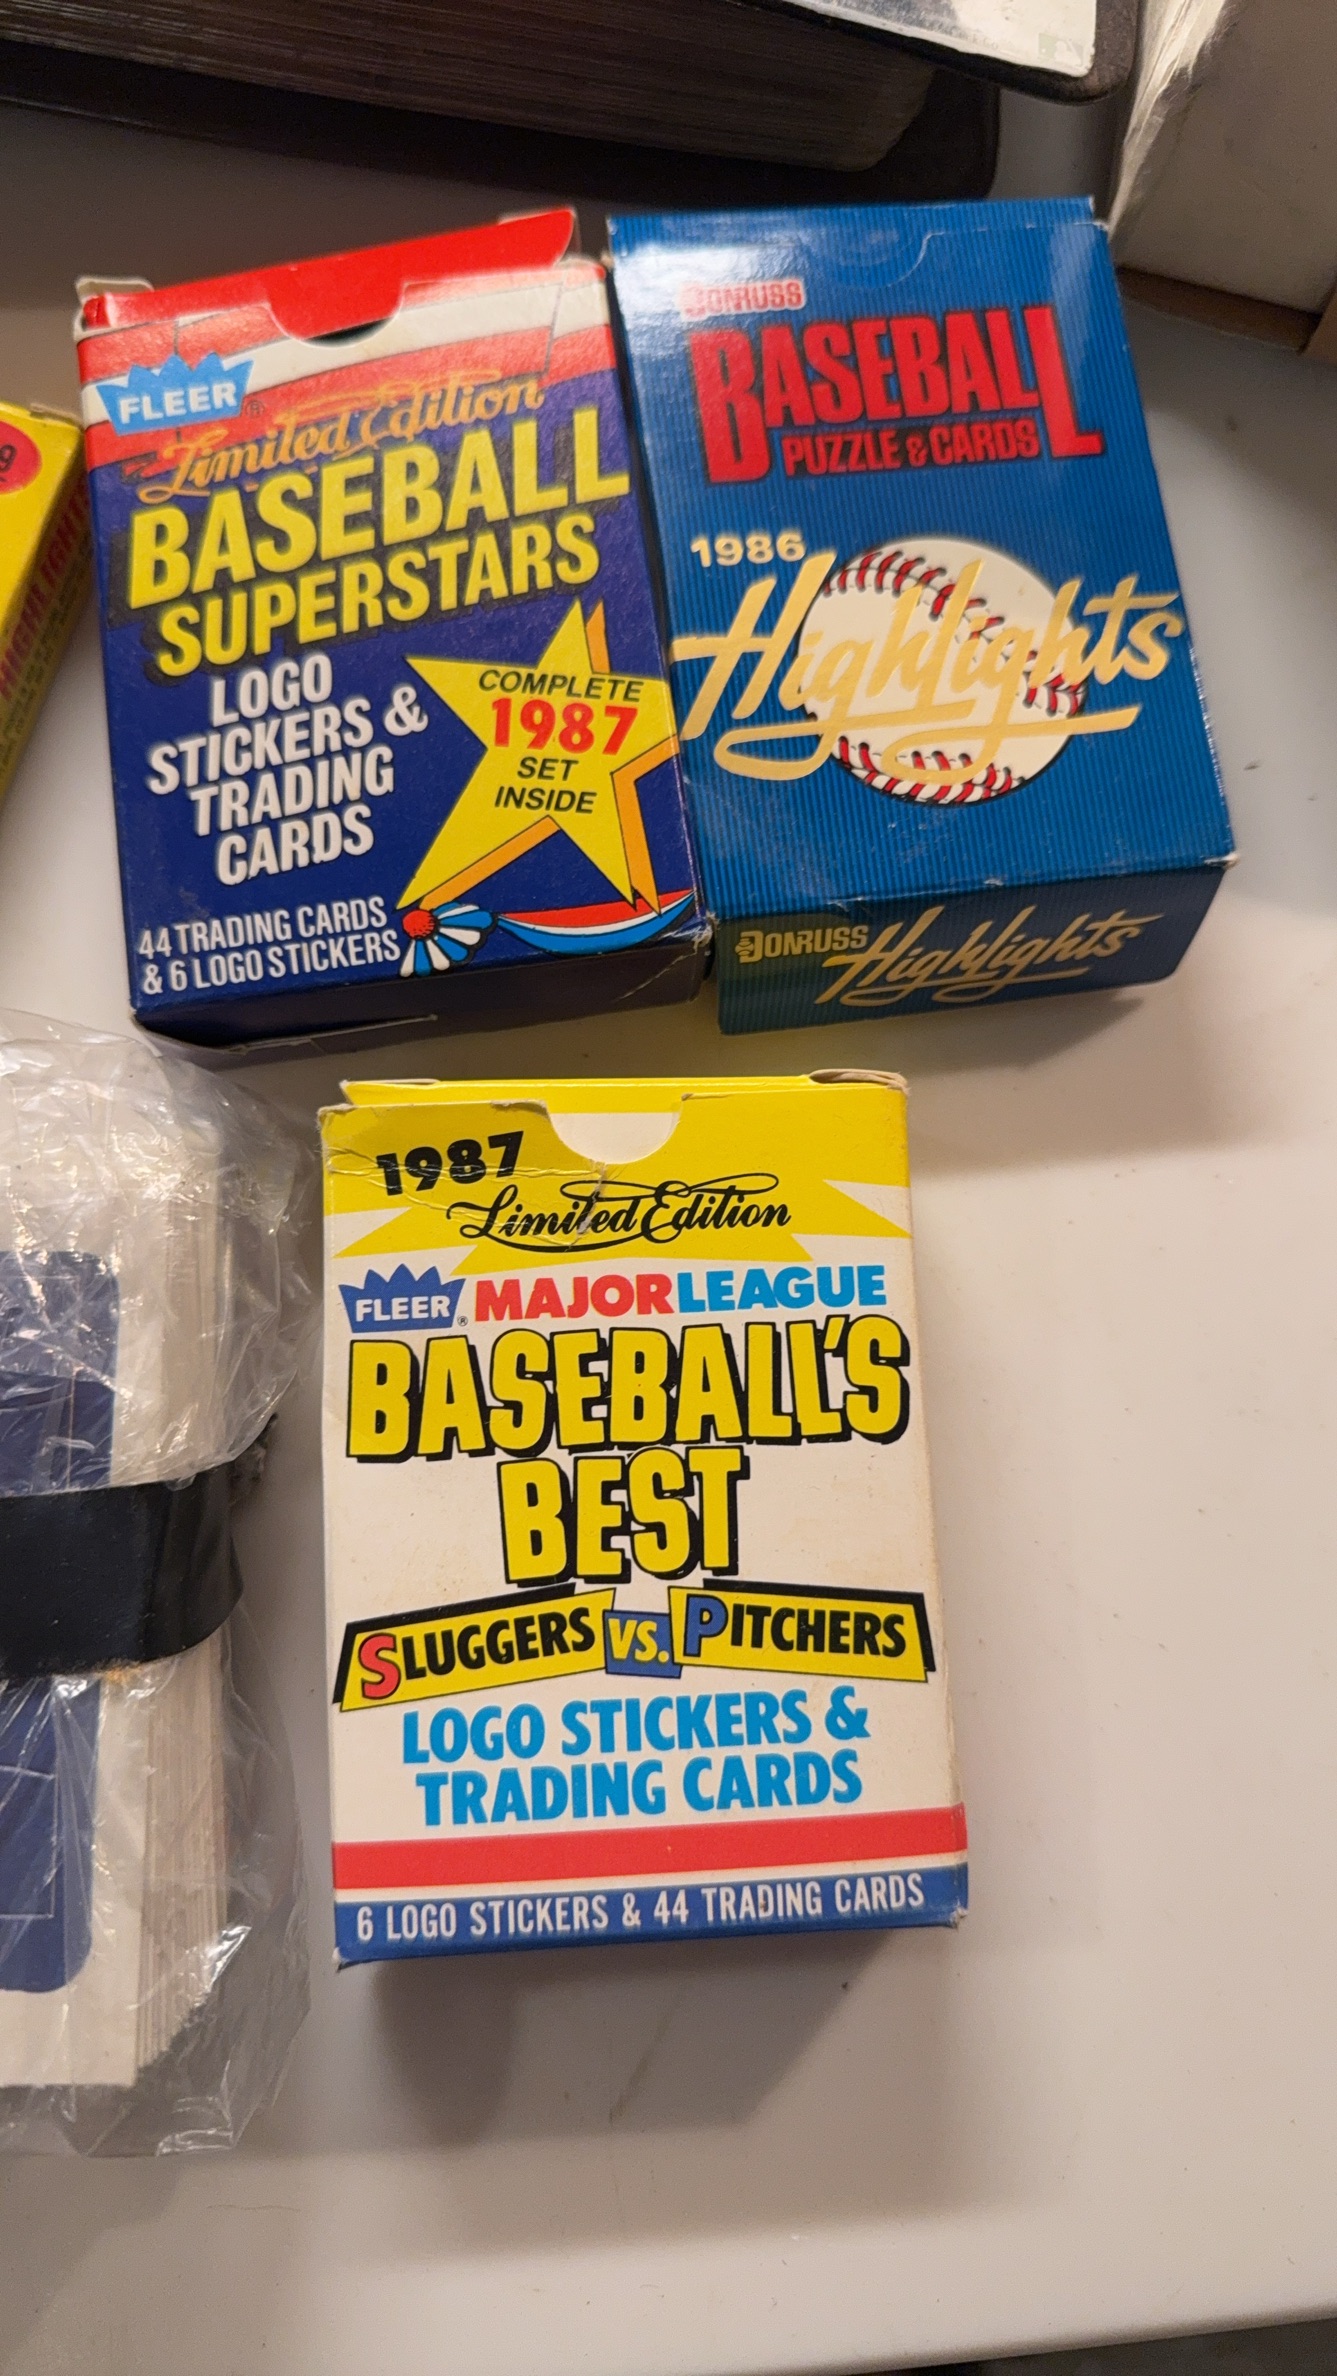 FLEER®
Limited Edition
BASEBALL
SUPERSTARS
LOGO
STICKERS &
TRADING
CARDS
COMPLETE
1987
SET
INSIDE
44 TRADING CARDS
& 6 LOGO STICKERS
DONRUSS
BASEBALL
PUZZLE & CARDS
1986
Highlights
DONRUSS Highlights
9
HIGHLIGHTS
1987
Limited Edition
FLEER® MAJOR LEAGUE
BASEBALL'S
BEST
SLUGGERS VS. PITCHERS
LOGO STICKERS &
TRADING CARDS
6 LOGO STICKERS & 44 TRADING CARDS